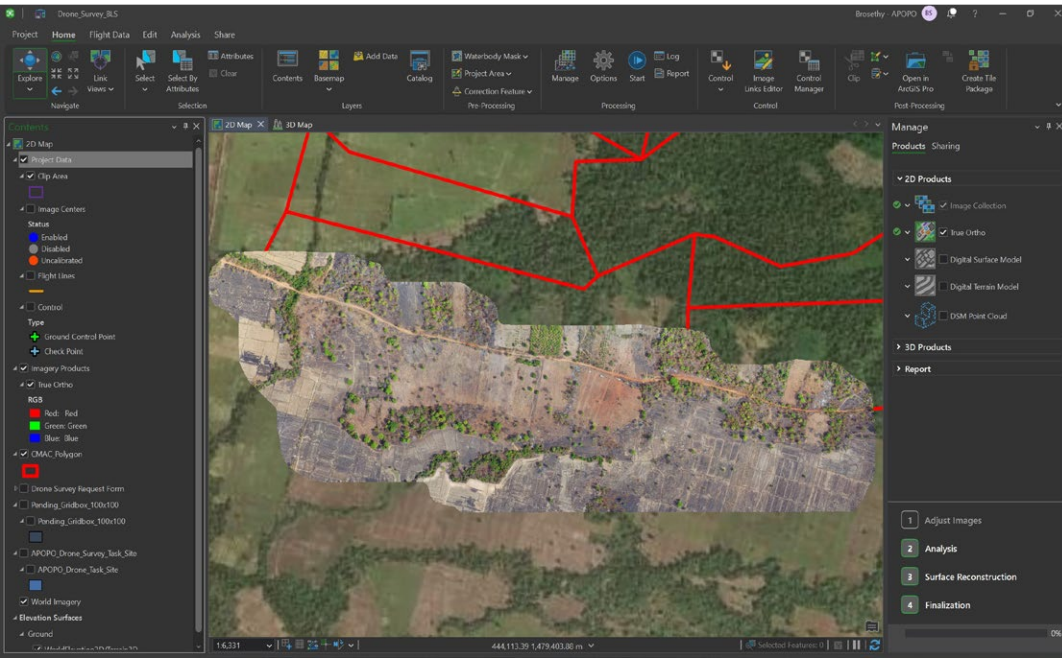 Drone_Survey_BLS
Brosethy - APOPO
BS
?
Project Home Flight Data Edit Analysis Share
Explore
Link
Views
Navigate
Select
Select By
Attributes
Attributes
Clear
Selection
Contents
Basemap
Add Data
Catalog
Layers
Waterbody Mask
Project Area
Correction Feature
Pre-Processing
Manage
Options
Start
Log
Report
Processing
Control
Image
Links Editor
Control
Manager
Control
Clip
Open in
ArcGIS Pro
Create Tile
Package
Post-Processing
Contents
2D Map
Project Data
Clip Area
Image Centers
Status
Enabled
Disabled
Uncalibrated
Flight Lines
Control
Type
Ground Control Point
Check Point
Imagery Products
True Ortho
RGB
Red: Red
Green: Green
Blue: Blue
CMAC_Polygon
Drone Survey Request Form
Pending_Gridbox_100x100
Pending_Gridbox_100x100
APOPO_Drone_Survey_Task_Site
APOPO_Drone_Task_Site
World Imagery
Elevation Surfaces
Ground
WorldElevation3D/Terrain3D
2D Map
3D Map
1:6,331
444,113.39 1,479,403.88 m
Selected Features: 0
Manage
Products Sharing
2D Products
Image Collection
True Ortho
Digital Surface Model
Digital Terrain Model
DSM Point Cloud
3D Products
Report
1 Adjust Images
2 Analysis
3 Surface Reconstruction
4 Finalization
0%